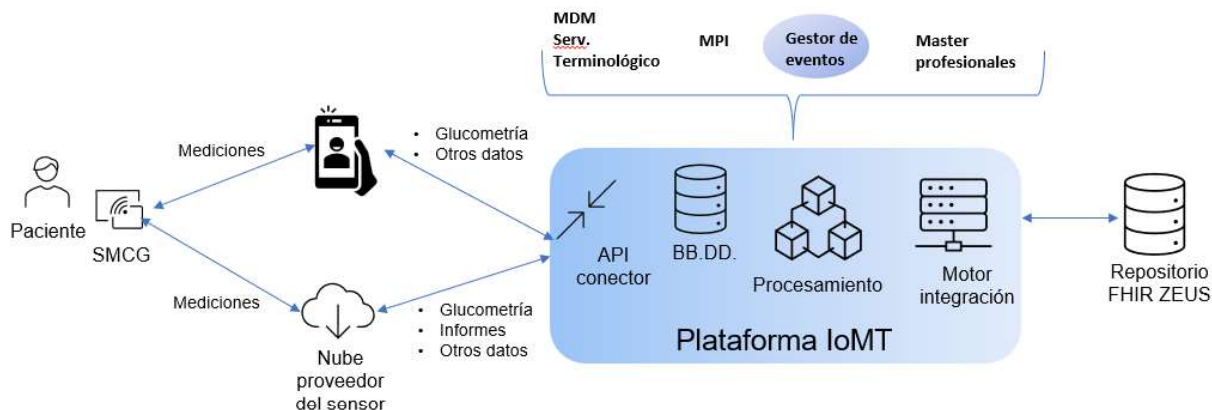 MDM
Serv.
Terminológico
MPI
Gestor de
eventos
Master
profesionales
Mediciones
• Glucometría
• Otros datos
Paciente
SMCG
API
conector
BB.DD.
Procesamiento
Motor
integración
Repositorio
FHIR ZEUS
Mediciones
• Glucometría
• Informes
• Otros datos
Plataforma IoMT
Nube
proveedor
del sensor